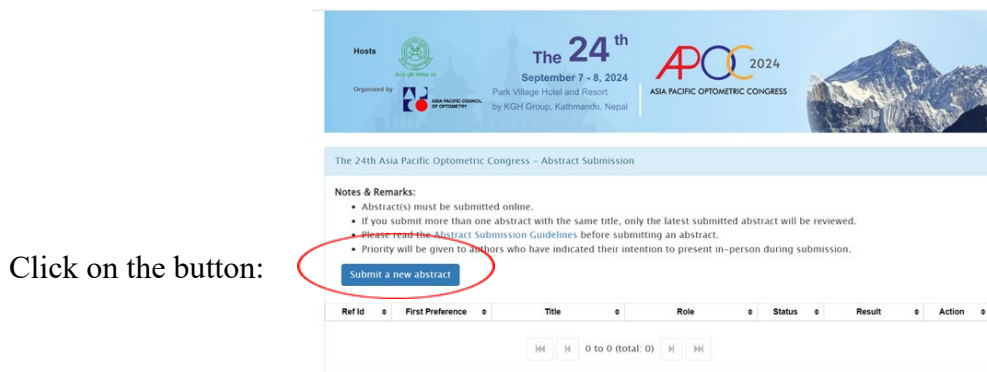 Hosts
The 24th
September 7 - 8, 2024
Park Village Hotel and Resort
by KGH Group, Kathmando, Nepal
Organized by
ASIA PACIFIC COUNCIL
OF OPTOMETRY
APOC 2024
ASIA PACIFIC OPTOMETRIC CONGRESS
The 24th Asia Pacific Optometric Congress – Abstract Submission
Notes & Remarks:
• Abstract(s) must be submitted online.
• If you submit more than one abstract with the same title, only the latest submitted abstract will be reviewed.
• Please read the Abstract Submission Guidelines before submitting an abstract.
• Priority will be given to authors who have indicated their intention to present in-person during submission.
Click on the button:
Submit a new abstract
Ref Id First Preference Title Role Status Result Action
0 to 0 (total: 0)